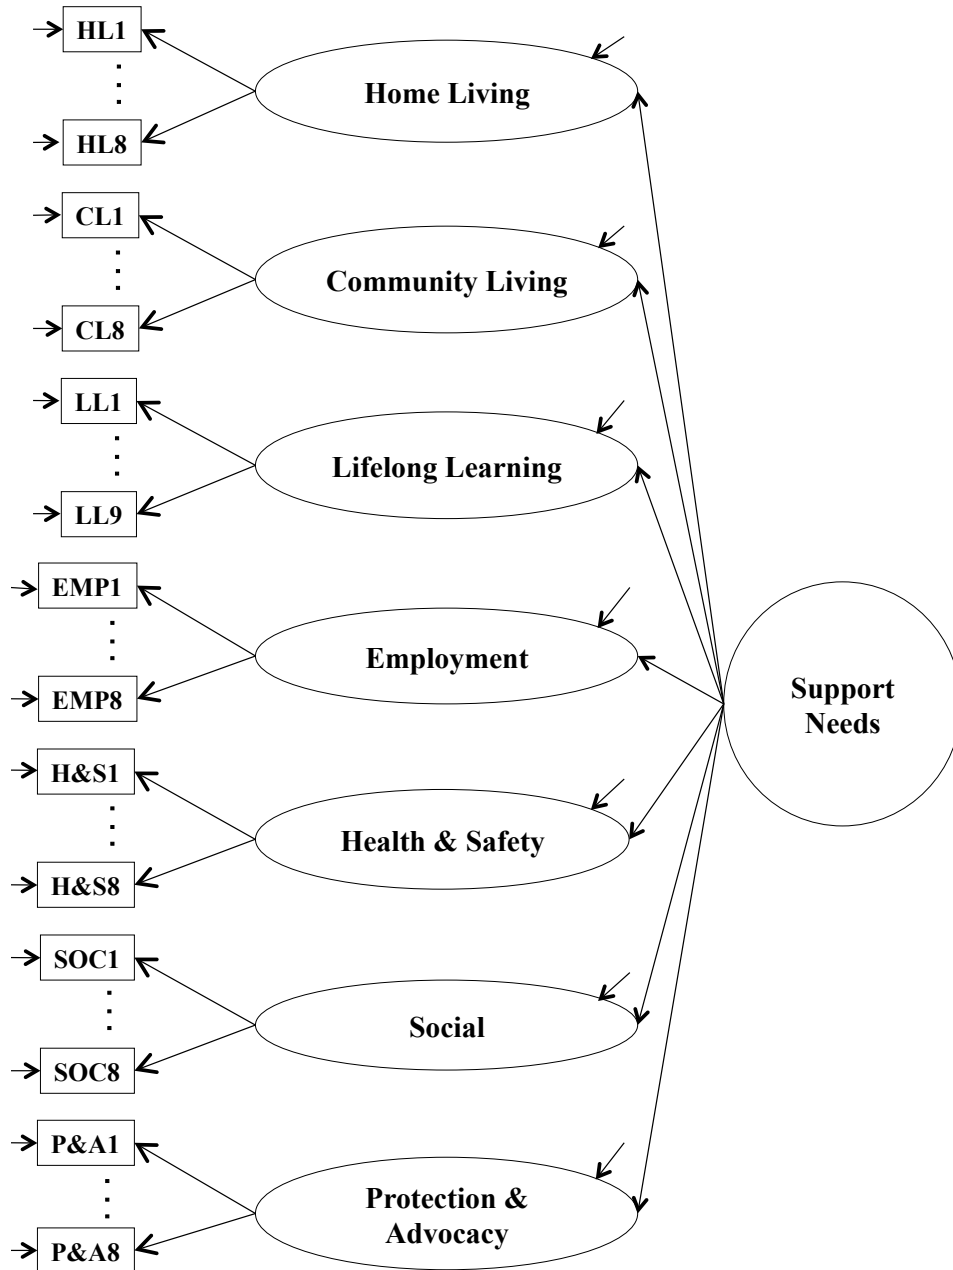 HL1
HL8
Home Living
CL1
CL8
Community Living
LL1
LL9
Lifelong Learning
EMP1
EMP8
Employment
H&S1
H&S8
Health & Safety
SOC1
SOC8
Social
P&A1
P&A8
Protection &
Advocacy
Support
Needs